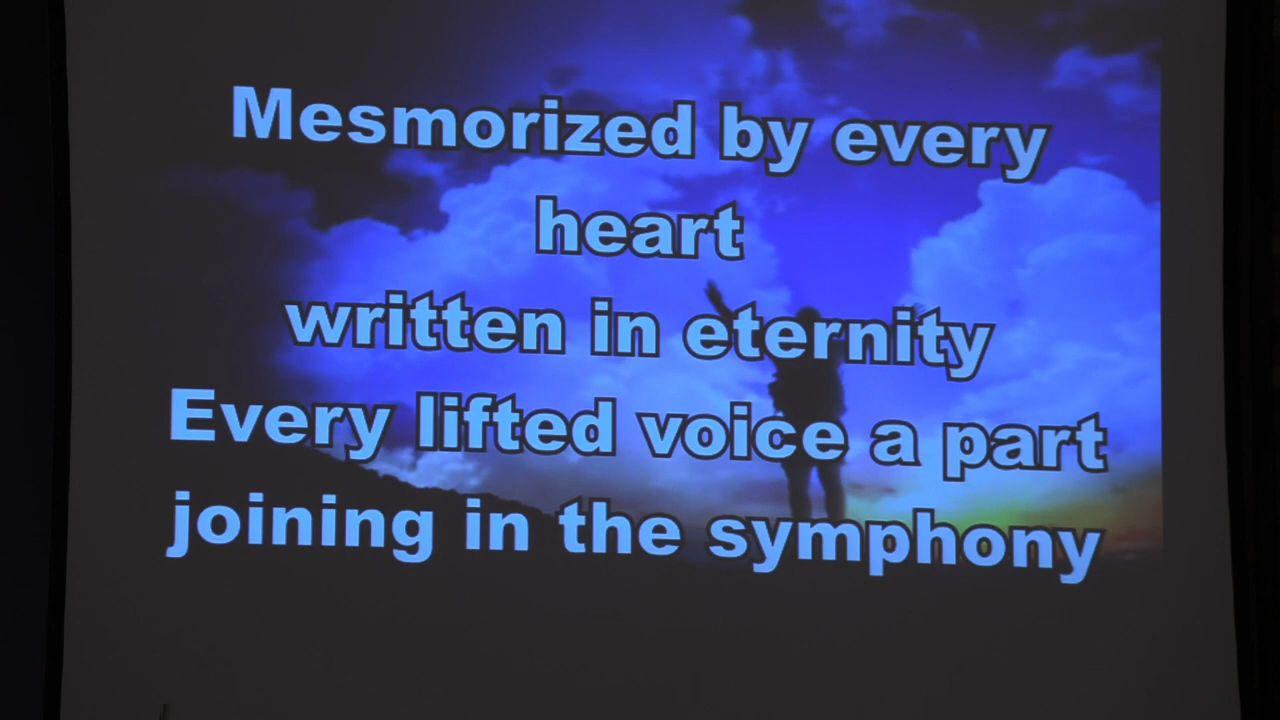 Mesmorized by every
heart
written in eternity
Every lifted voice a part
joining in the symphony